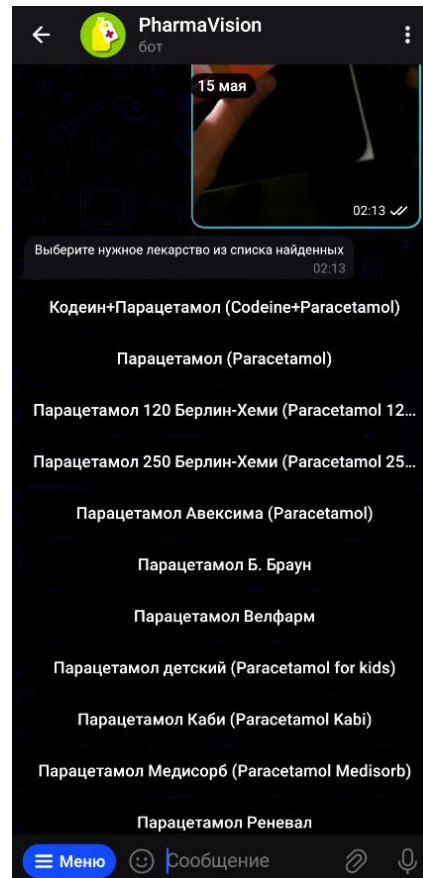 PharmaVision
бот
15 мая
02:13
Выберите нужное лекарство из списка найденных
02:13
Кодеин+Парацетамол (Codeine+Paracetamol)
Парацетамол (Paracetamol)
Парацетамол 120 Берлин-Хеми (Paracetamol 12...
Парацетамол 250 Берлин-Хеми (Paracetamol 25...
Парацетамол Авексима (Paracetamol)
Парацетамол Б. Браун
Парацетамол Велфарм
Парацетамол детский (Paracetamol for kids)
Парацетамол Каби (Paracetamol Kabi)
Парацетамол Медисорб (Paracetamol Medisorb)
Парацетамол Реневал
Меню Сообщение